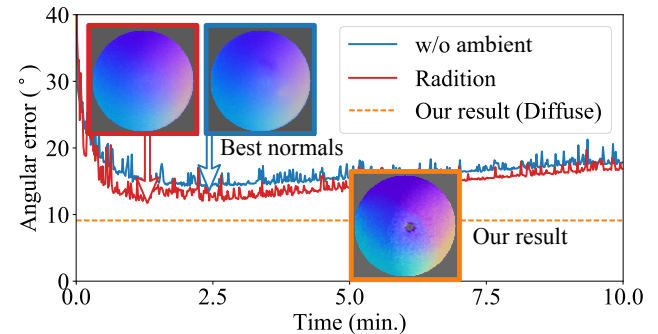 40
30
20
10
0
Angular error ( ° )
w/o ambient
Radition
Our result (Diffuse)
Best normals
Our result
0.0
2.5
5.0
7.5
10.0
Time (min.)